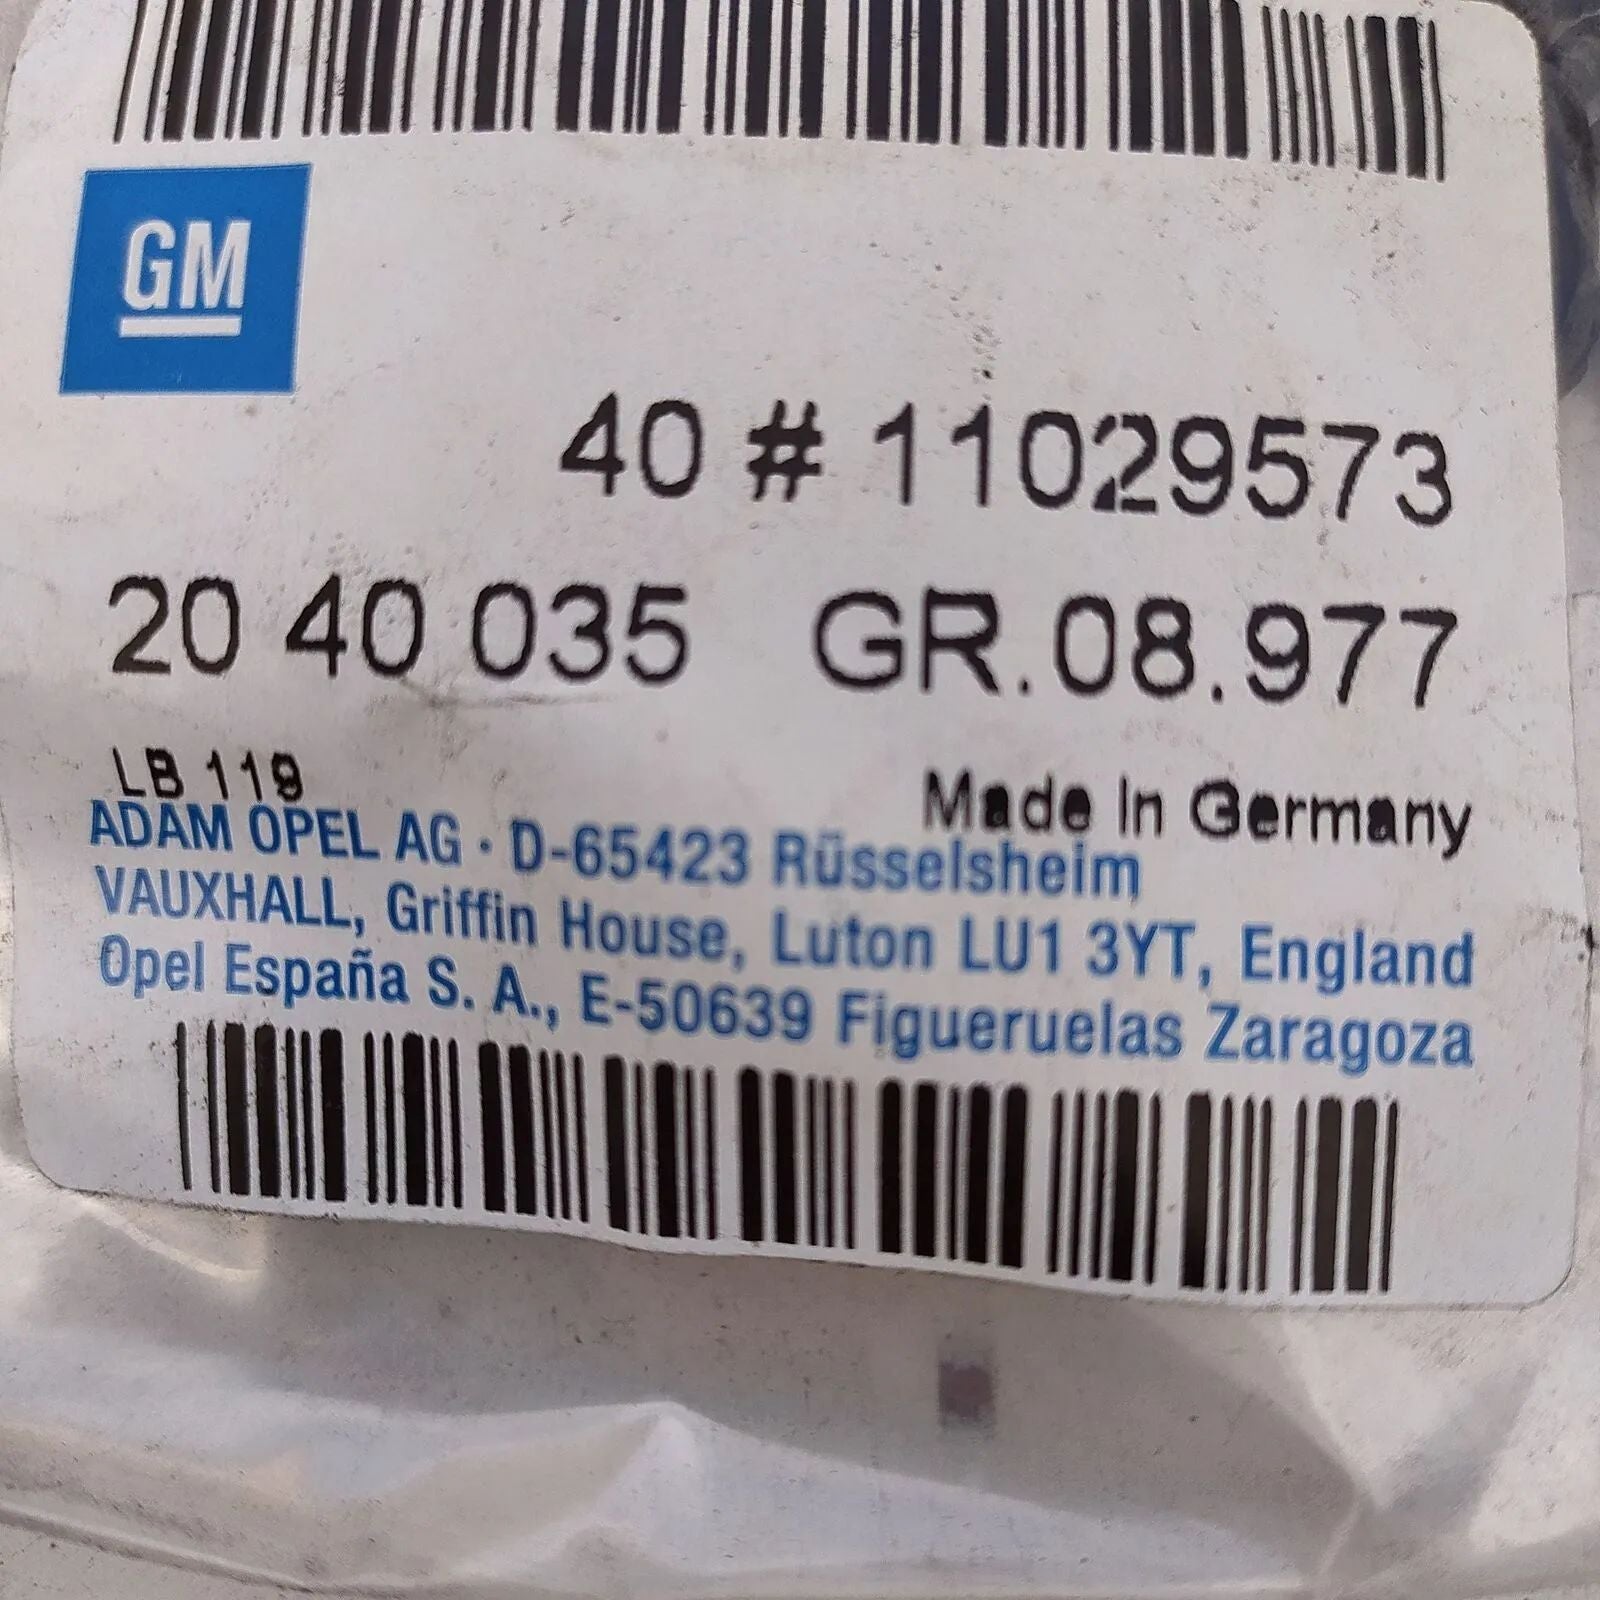 GM
40 # 11029573
20 40 035 GR.08.977
LB 119
Made In Germany
ADAM OPEL AG · D-65423 Rüsselsheim
VAUXHALL, Griffin House, Luton LU1 3YT, England
Opel España S. A., E-50639 Figueruelas Zaragoza